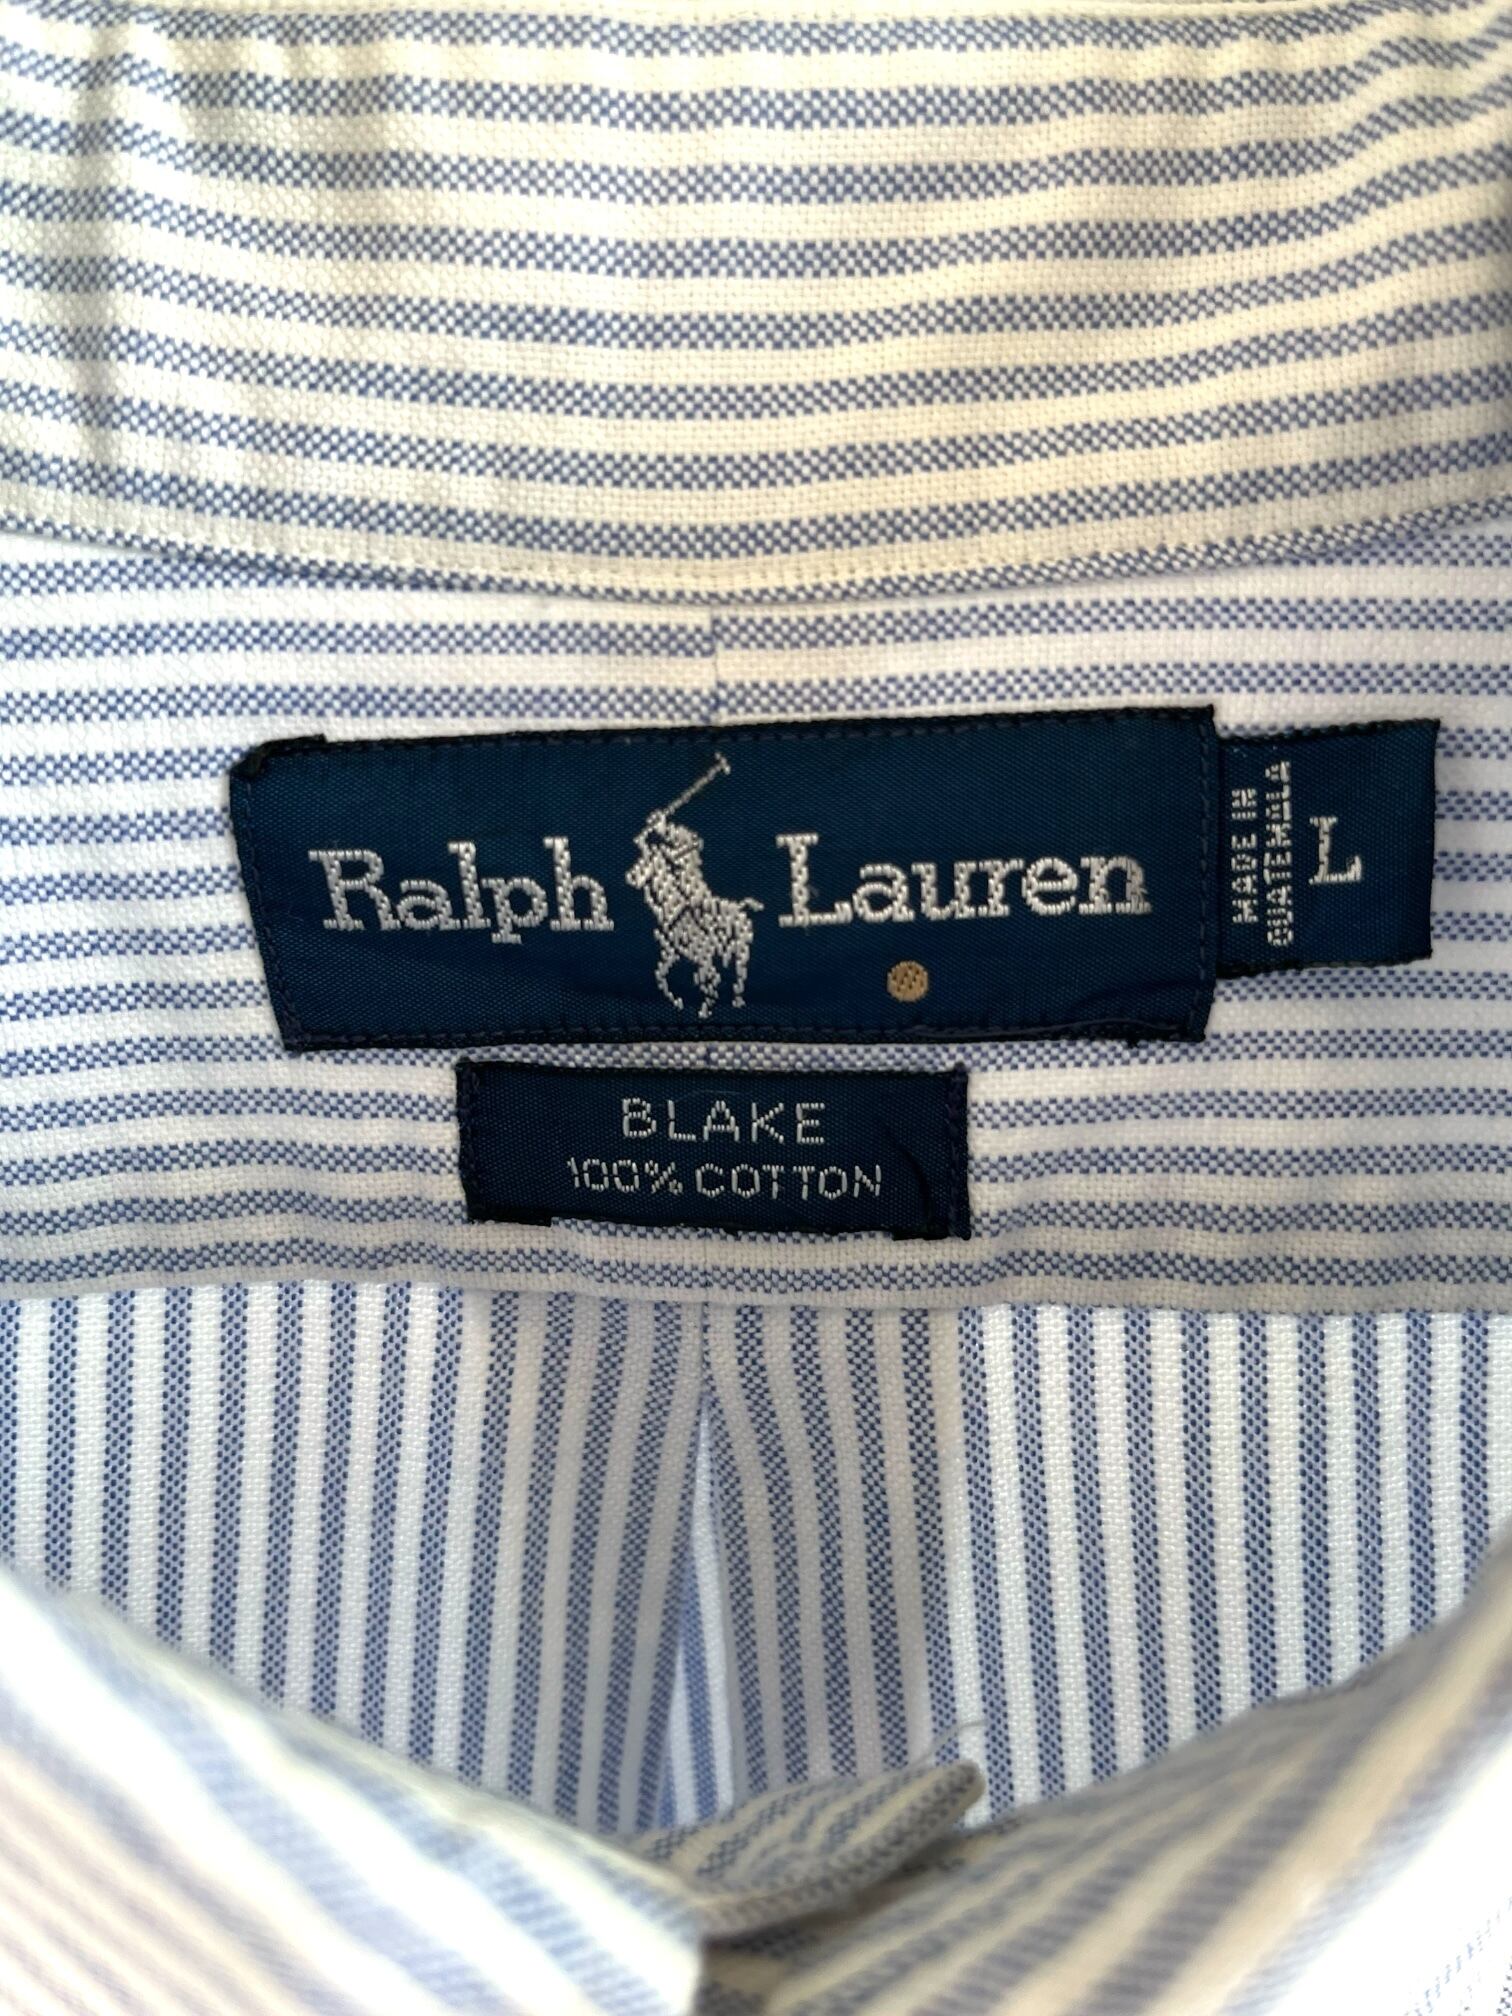 Ralph Lauren
MADE IN
GUATEMALA
L
BLAKE
100% COTTON